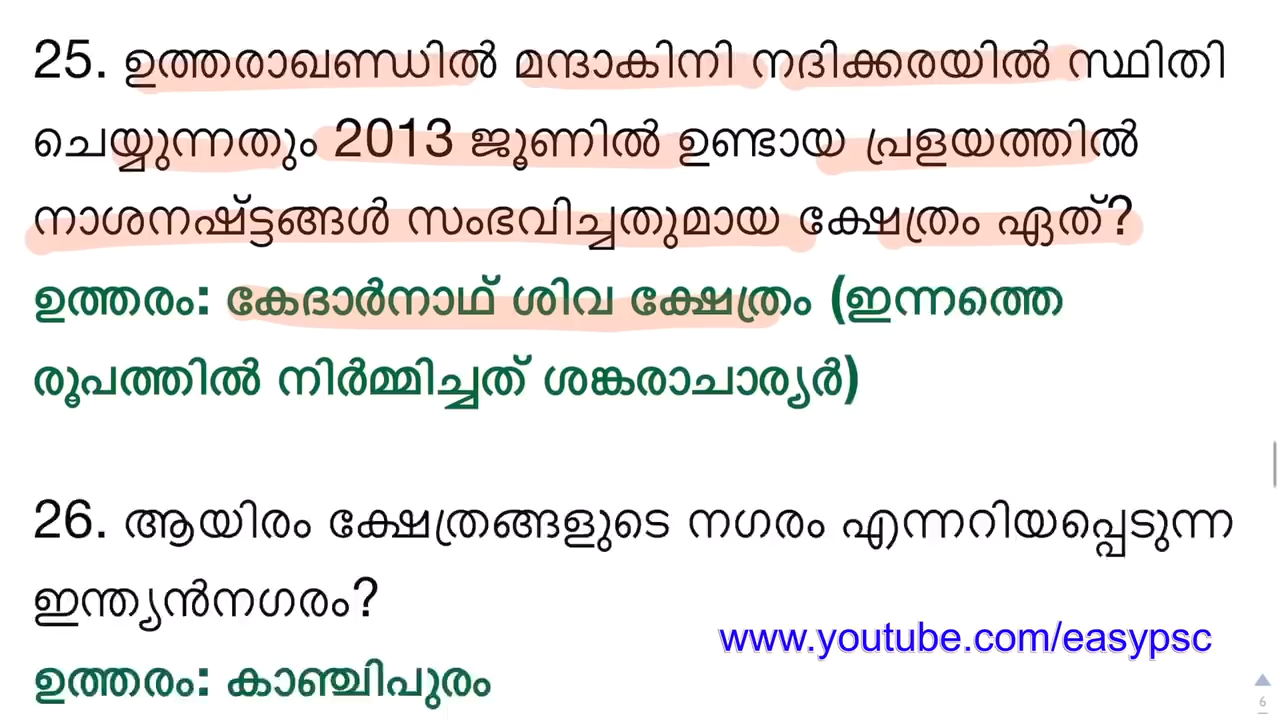 25. ഉത്തരാഖണ്ഡിൽ മന്ദാകിനി നദിക്കരയിൽ സ്ഥിതി
ചെയ്യുന്നതും 2013 ജൂണിൽ ഉണ്ടായ പ്രളയത്തിൽ
നാശനഷ്ട്ടങ്ങൾ സംഭവിച്ചതുമായ ക്ഷേത്രം ഏത്?
ഉത്തരം: കേദാർനാഥ് ശിവ ക്ഷേത്രം (ഇന്നത്തെ
രൂപത്തിൽ നിർമ്മിച്ചത് ശങ്കരാചാര്യർ)
26. ആയിരം ക്ഷേത്രങ്ങളുടെ നഗരം എന്നറിയപ്പെടുന്ന
ഇന്ത്യൻനഗരം?
www.youtube.com/easypsc
ഉത്തരം: കാഞ്ചിപുരം
6